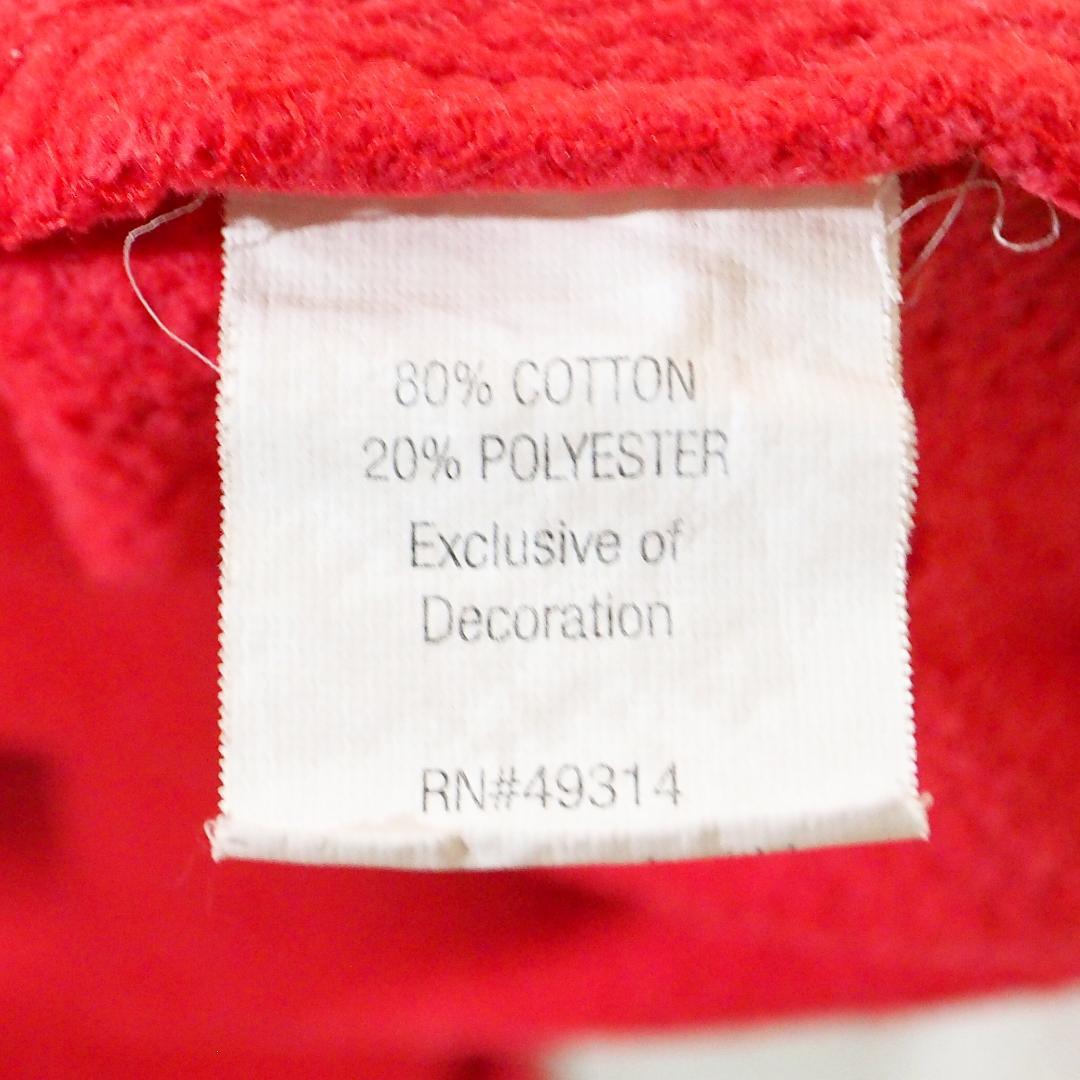 80% COTTON
20% POLYESTER
Exclusive of
Decoration
RN#49314